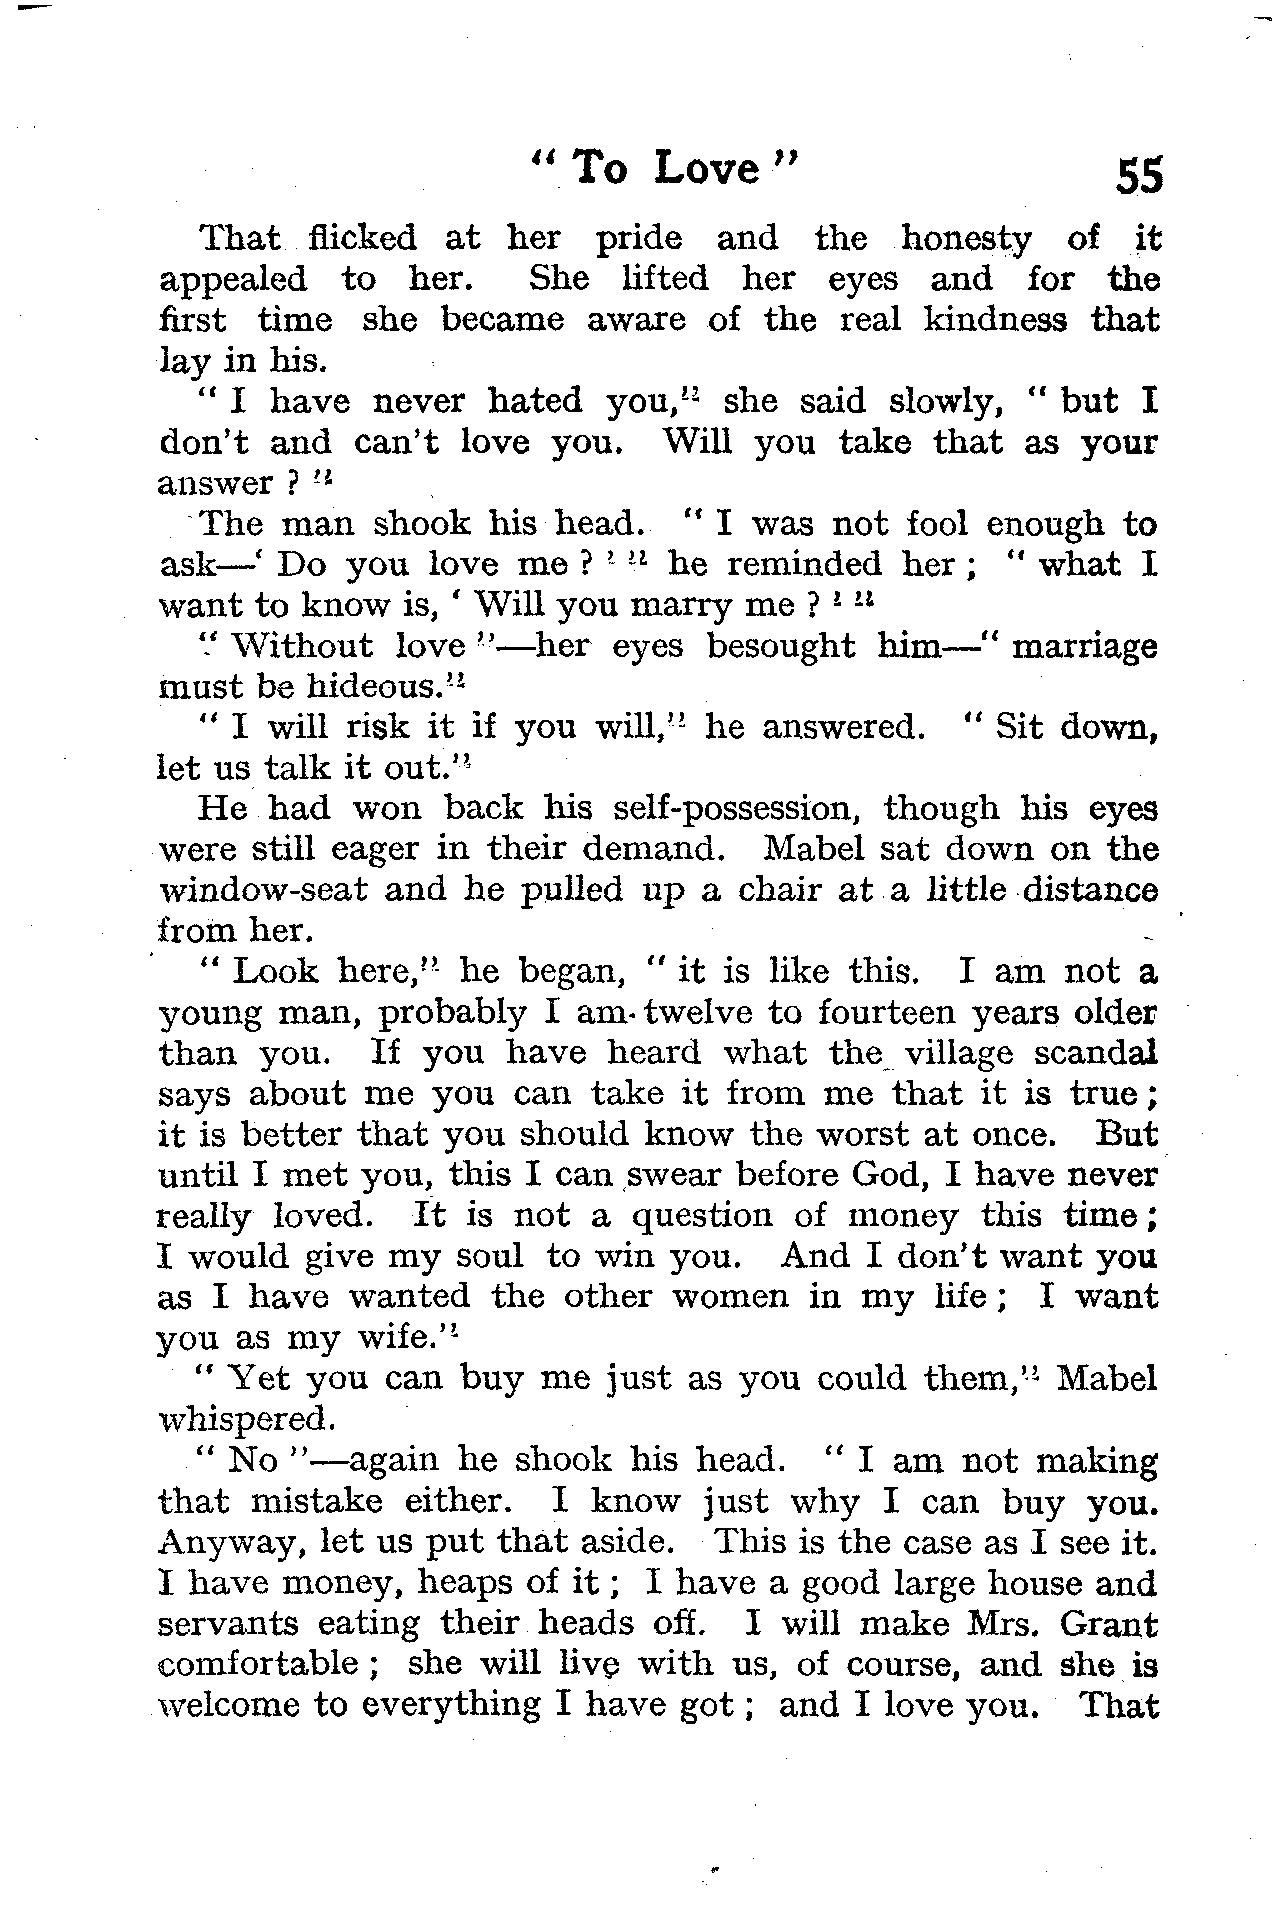 “ To Love ” 55
That flicked at her pride and the honesty of it
appealed to her. She lifted her eyes and for the
first time she became aware of the real kindness that
lay in his.
“ I have never hated you,” she said slowly, “ but I
don’t and can’t love you. Will you take that as your
answer ? ”
The man shook his head. “ I was not fool enough to
ask—‘ Do you love me ? ’ ” he reminded her ; “ what I
want to know is, ‘ Will you marry me ? ’ ”
“ Without love ”—her eyes besought him—“ marriage
must be hideous.”
“ I will risk it if you will,” he answered. “ Sit down,
let us talk it out.”
He had won back his self-possession, though his eyes
were still eager in their demand. Mabel sat down on the
window-seat and he pulled up a chair at a little distance
from her.
“ Look here,” he began, “ it is like this. I am not a
young man, probably I am twelve to fourteen years older
than you. If you have heard what the village scandal
says about me you can take it from me that it is true ;
it is better that you should know the worst at once. But
until I met you, this I can swear before God, I have never
really loved. It is not a question of money this time ;
I would give my soul to win you. And I don’t want you
as I have wanted the other women in my life ; I want
you as my wife.”
“ Yet you can buy me just as you could them,” Mabel
whispered.
“ No ”—again he shook his head. “ I am not making
that mistake either. I know just why I can buy you.
Anyway, let us put that aside. This is the case as I see it.
I have money, heaps of it ; I have a good large house and
servants eating their heads off. I will make Mrs. Grant
comfortable ; she will live with us, of course, and she is
welcome to everything I have got ; and I love you. That